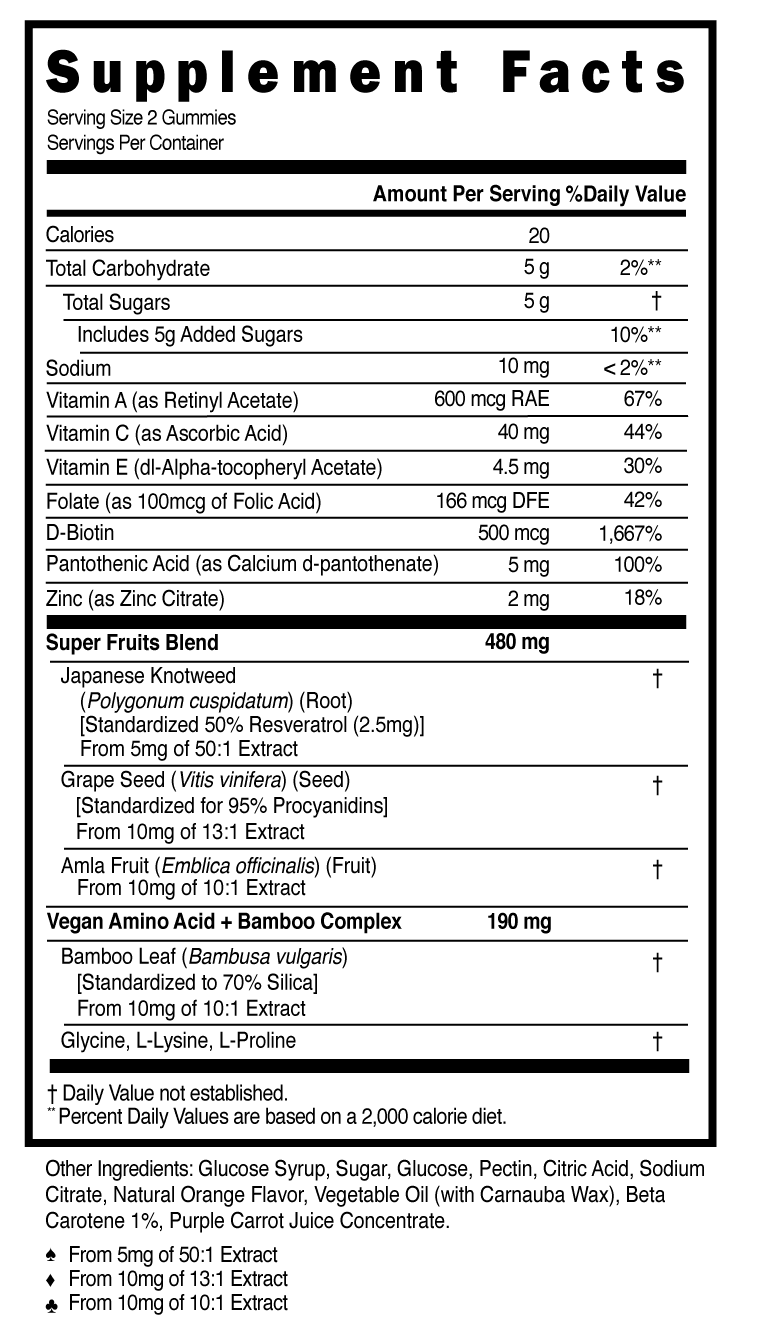 Supplement Facts
Serving Size 2 Gummies
Servings Per Container
Amount Per Serving %Daily Value
Calories 20
Total Carbohydrate 5 g 2%**
Total Sugars 5 g †
Includes 5g Added Sugars 10%**
Sodium 10 mg <2%**
Vitamin A (as Retinyl Acetate) 600 mcg RAE 67%
Vitamin C (as Ascorbic Acid) 40 mg 44%
Vitamin E (dl-Alpha-tocopheryl Acetate) 4.5 mg 30%
Folate (as 100mcg of Folic Acid) 166 mcg DFE 42%
D-Biotin 500 mcg 1,667%
Pantothenic Acid (as Calcium d-pantothenate) 5 mg 100%
Zinc (as Zinc Citrate) 2 mg 18%
Super Fruits Blend 480 mg
Japanese Knotweed †
(Polygonum cuspidatum) (Root)
[Standardized 50% Resveratrol (2.5mg)]
From 5mg of 50:1 Extract
Grape Seed (Vitis vinifera) (Seed) †
[Standardized for 95% Procyanidins]
From 10mg of 13:1 Extract
Amla Fruit (Emblica officinalis) (Fruit) †
From 10mg of 10:1 Extract
Vegan Amino Acid + Bamboo Complex 190 mg
Bamboo Leaf (Bambusa vulgaris) †
[Standardized to 70% Silica]
From 10mg of 10:1 Extract
Glycine, L-Lysine, L-Proline †
† Daily Value not established.
** Percent Daily Values are based on a 2,000 calorie diet.
Other Ingredients: Glucose Syrup, Sugar, Glucose, Pectin, Citric Acid, Sodium
Citrate, Natural Orange Flavor, Vegetable Oil (with Carnauba Wax), Beta
Carotene 1%, Purple Carrot Juice Concentrate.
♠ From 5mg of 50:1 Extract
♦ From 10mg of 13:1 Extract
♣ From 10mg of 10:1 Extract